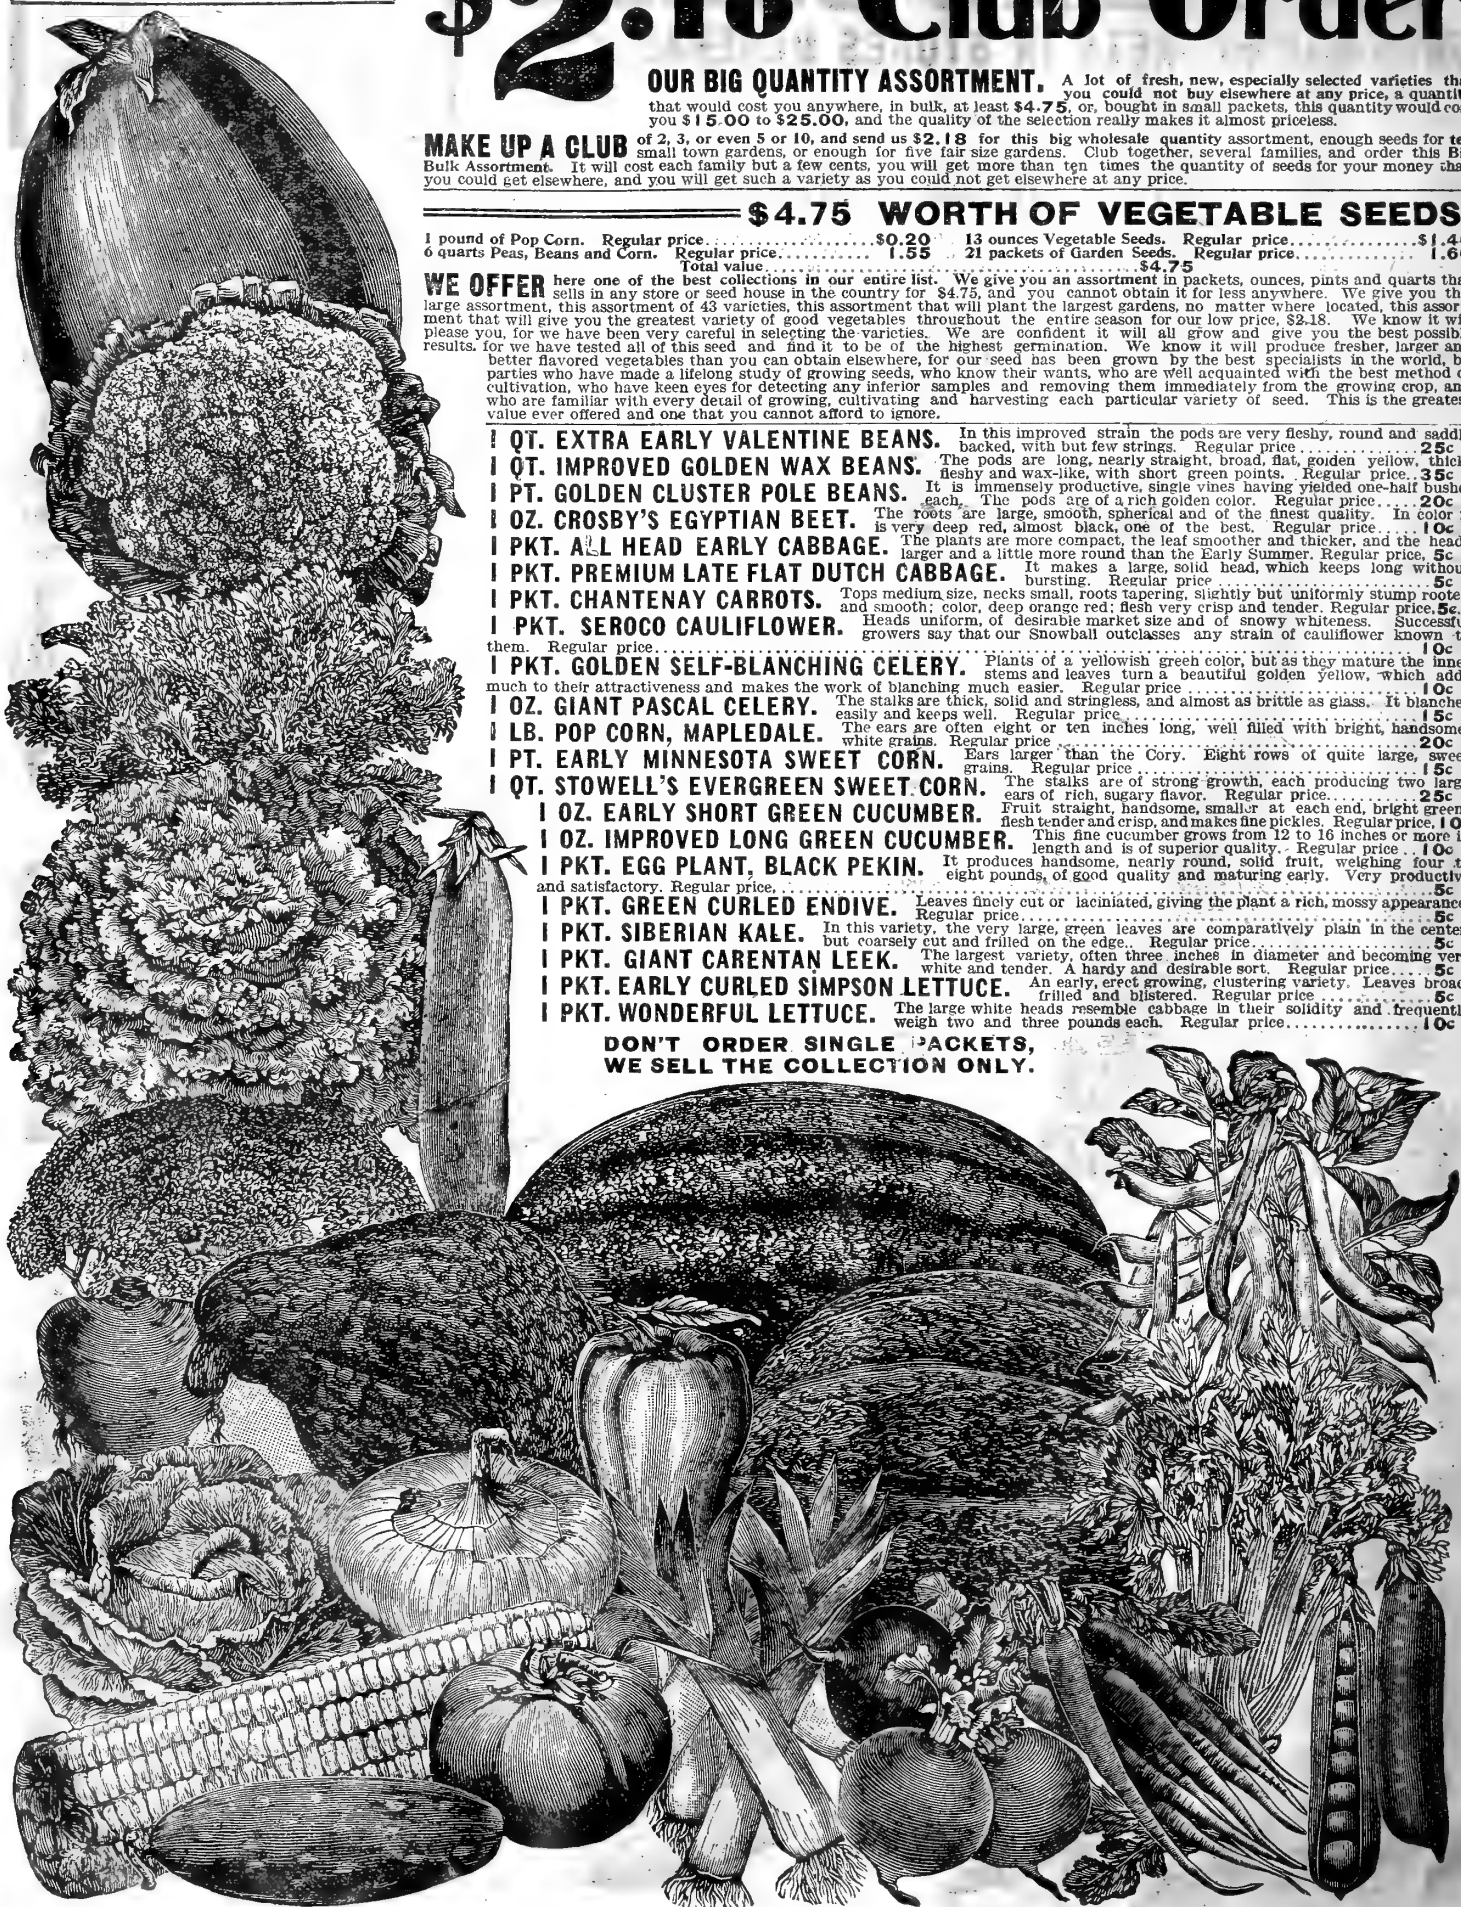 $2.18 Club Order
OUR BIG QUANTITY ASSORTMENT. A lot of fresh, new, especially selected varieties
you could not buy elsewhere at any price, a
that would cost you anywhere, in bulk, at least $4.75, or, bought in small packets, this quantity would
you $15.00 to $25.00, and the quality of the selection really makes it almost priceless.
MAKE UP A CLUB of 2, 3, or even 5 or 10, and send us $2.18 for this big wholesale quantity assortment, enough seeds for
small town gardens, or enough for five fair size gardens. Club together, several families, and order this
Bulk Assortment. It will cost each family but a few cents, you will get more than ten times the quantity of seeds for your money
you could get elsewhere, and you will get such a variety as you could not get elsewhere at any price.
$4.75 WORTH OF VEGETABLE SEEDS
1 pound of Pop Corn. Regular price....$0.20 13 ounces Vegetable Seeds. Regular price....$1.4
6 quarts Peas, Beans and Corn. Regular price....1.55 21 packets of Garden Seeds. Regular price....1.6
Total value....$4.75
WE OFFER here one of the best collections in our entire list. We give you an assortment in packets, ounces, pints and quarts
sells in any store or seed house in the country for $4.75, and you cannot obtain it for less anywhere. We give you
large assortment, this assortment of 43 varieties, this assortment that will plant the largest gardens, no matter where located, this assor
ment that will give you the greatest variety of good vegetables throughout the entire season for our low price, $2.18. We know it
please you, for we have been very careful in selecting the varieties. We are confident it will all grow and give you the best
results. for we have tested all of this seed and find it to be of the highest germination. We know it will produce fresher, larger
better flavored vegetables than you can obtain elsewhere, for our seed has been grown by the best specialists in the world,
parties who have made a lifelong study of growing seeds, who know their wants, who are well acquainted with the best method
cultivation, who have keen eyes for detecting any inferior samples and removing them immediately from the growing crop,
who are familiar with every detail of growing, cultivating and harvesting each particular variety of seed. This is the
value ever offered and one that you cannot afford to ignore.
1 QT. EXTRA EARLY VALENTINE BEANS. In this improved strain the pods are very fleshy, round and
backed, with but few strings. Regular price....25c
1 QT. IMPROVED GOLDEN WAX BEANS. The pods are long, nearly straight, broad, flat, golden yellow,
fleshy and wax-like, with short green points. Regular price..35c
1 PT. GOLDEN CLUSTER POLE BEANS. It is immensely productive, single vines having yielded one-half
each. The pods are of a rich golden color. Regular price....20c
1 OZ. CROSBY'S EGYPTIAN BEET. The roots are large, smooth, spherical and of the finest quality. In color
is very deep red, almost black, one of the best. Regular price....10c
1 PKT. ALL HEAD EARLY CABBAGE. The plants are more compact, the leaf smoother and thicker, and the head
larger and a little more round than the Early Summer. Regular price, 5c
1 PKT. PREMIUM LATE FLAT DUTCH CABBAGE. It makes a large, solid head, which keeps long
bursting. Regular price....5c
1 PKT. CHANTENAY CARROTS. Tops medium size, necks small, roots tapering, slightly but uniformly stump
and smooth; color, deep orange red; flesh very crisp and tender. Regular price, 5c.
1 PKT. SEROCO CAULIFLOWER. Heads uniform, of desirable market size and of snowy whiteness.
growers say that our Snowball outclasses any strain of cauliflower known
them. Regular price....10c
1 PKT. GOLDEN SELF-BLANCHING CELERY. Plants of a yellowish green color, but as they mature the
stems and leaves turn a beautiful golden yellow, which add
much to their attractiveness and makes the work of blanching much easier. Regular price....10c
1 OZ. GIANT PASCAL CELERY. The stalks are thick, solid and stringless, and almost as brittle as glass. It
easily and keeps well. Regular price....15c
1 LB. POP CORN, MAPLEDALE. The ears are often eight or ten inches long, well filled with bright, handsome
white grains. Regular price....20c
1 PT. EARLY MINNESOTA SWEET CORN. Ears larger than the Cory. Eight rows of quite large,
grains. Regular price....15c
1 QT. STOWELL'S EVERGREEN SWEET CORN. The stalks are of strong growth, each producing two
ears of rich, sugary flavor. Regular price....25c
1 OZ. EARLY SHORT GREEN CUCUMBER. Fruit straight, handsome, smaller at each end, bright green
flesh tender and crisp, and makes fine pickles. Regular price, 10
1 OZ. IMPROVED LONG GREEN CUCUMBER. This fine cucumber grows from 12 to 16 inches or more
length and is of superior quality. Regular price..10c
1 PKT. EGG PLANT, BLACK PEKIN. It produces handsome, nearly round, solid fruit, weighing four
eight pounds, of good quality and maturing early. Very
and satisfactory. Regular price,....5c
1 PKT. GREEN CURLED ENDIVE. Leaves finely cut or laciniated, giving the plant a rich, mossy appearance
Regular price....5c
1 PKT. SIBERIAN KALE. In this variety, the very large, green leaves are comparatively plain in the
but coarsely cut and frilled on the edge. Regular price....5c
1 PKT. GIANT CARENTAN LEEK. The largest variety, often three inches in diameter and becoming
white and tender. A hardy and desirable sort. Regular price....5c
1 PKT. EARLY CURLED SIMPSON LETTUCE. An early, erect growing, clustering variety. Leaves
frilled and blistered. Regular price....5c
1 PKT. WONDERFUL LETTUCE. The large white heads resemble cabbage in their solidity and
weigh two and three pounds each. Regular price....10c
DON'T ORDER SINGLE PACKETS,
WE SELL THE COLLECTION ONLY.